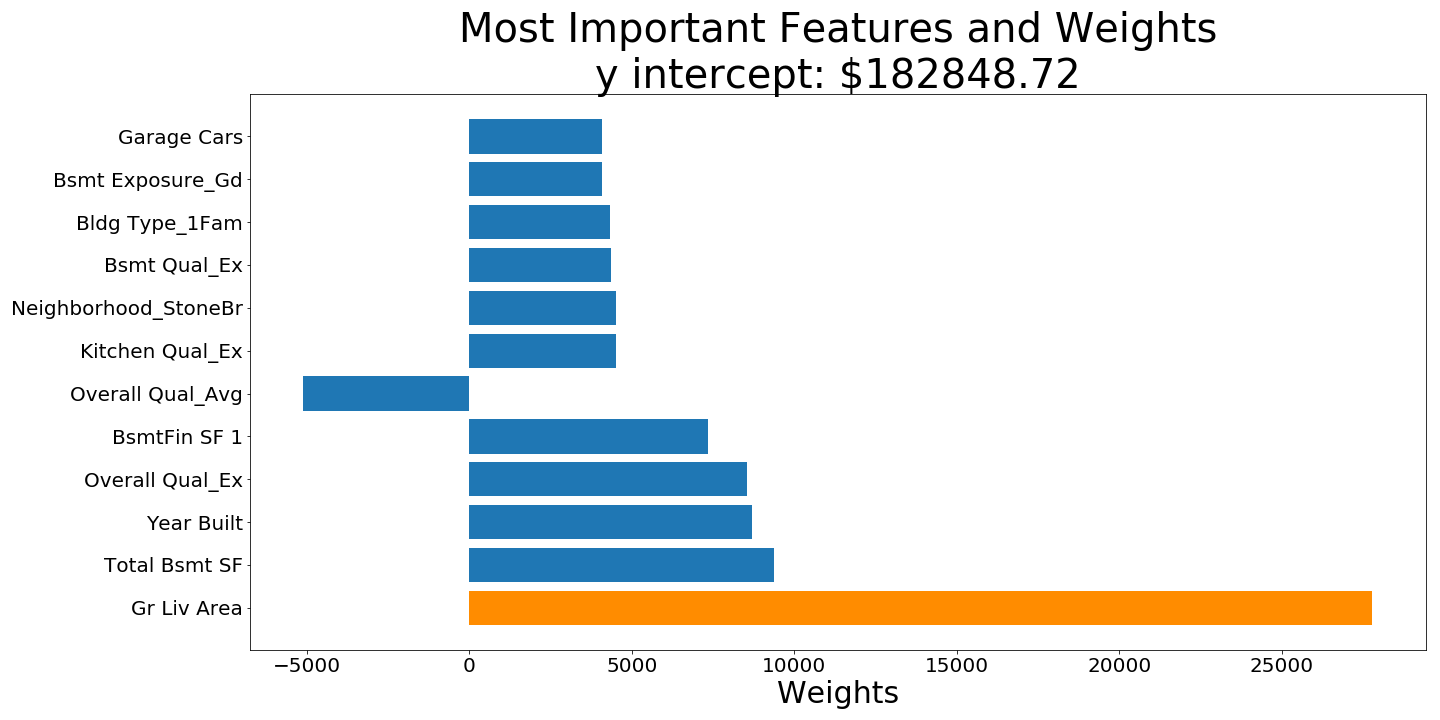 Most Important Features and Weights
y intercept: $182848.72
Garage Cars
Bsmt Exposure_Gd
Bldg Type_1Fam
Bsmt Qual_Ex
Neighborhood_StoneBr
Kitchen Qual_Ex
Overall Qual_Avg
BsmtFin SF 1
Overall Qual_Ex
Year Built
Total Bsmt SF
Gr Liv Area
−5000 0 5000 10000 15000 20000 25000
Weights